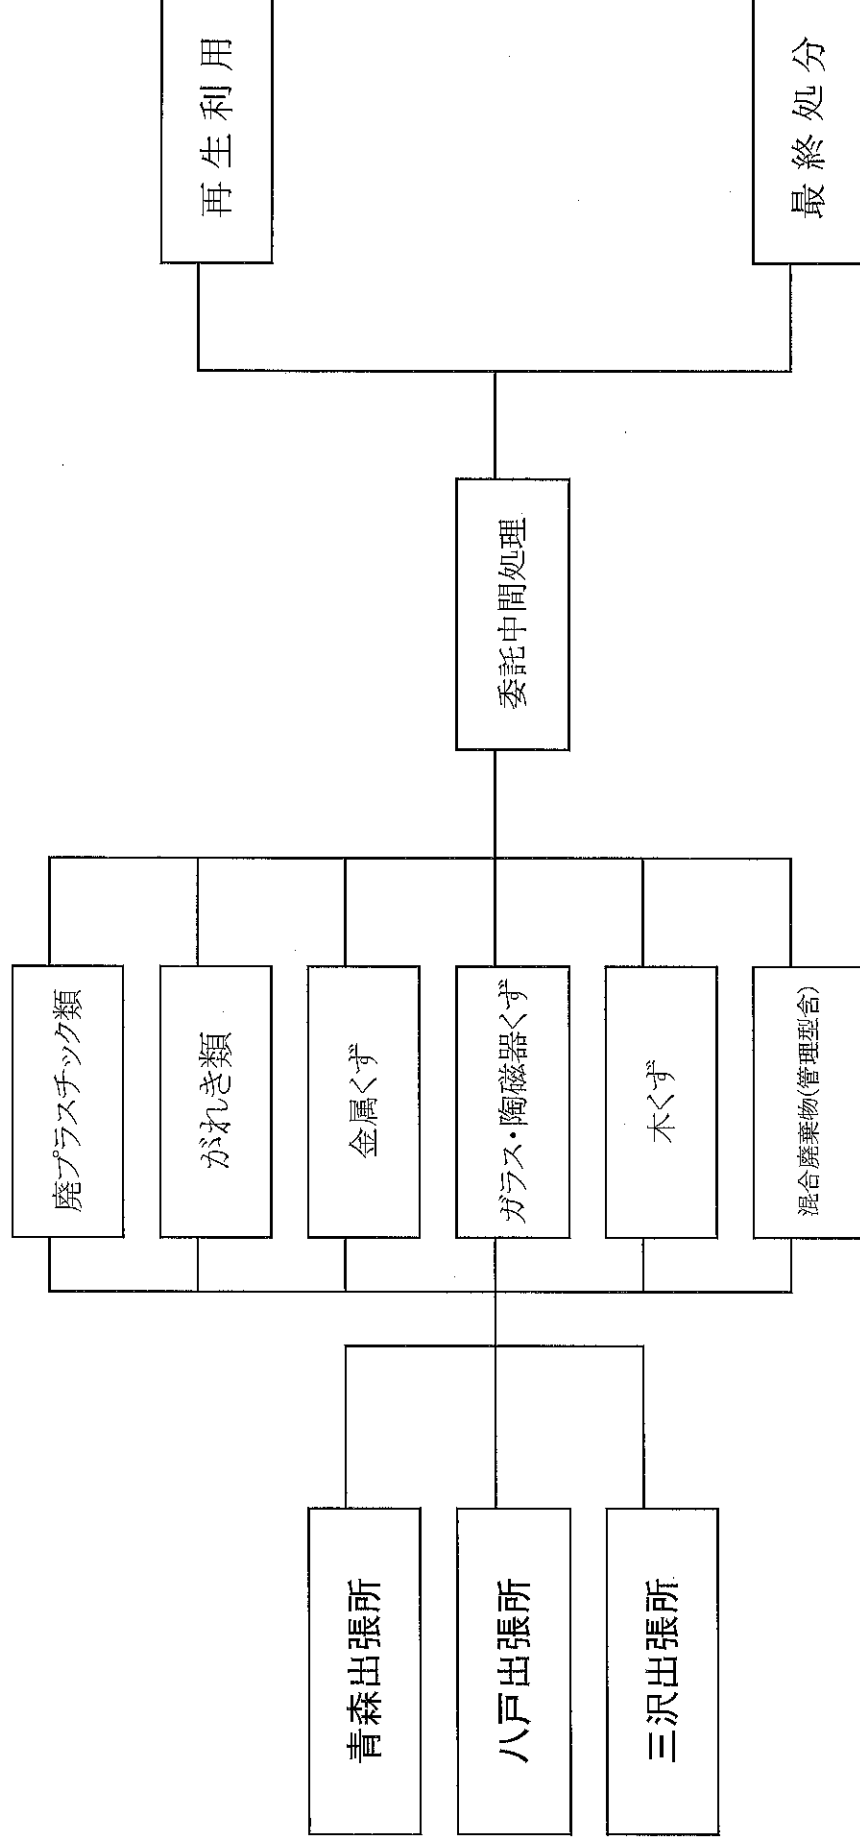 青森出張所
八戸出張所
三沢出張所
廃プラスチック類
がれき類
金属くず
ガラス・陶磁器くず
木くず
混合廃棄物(管理型含)
委託中間処理
再生利用
最終処分